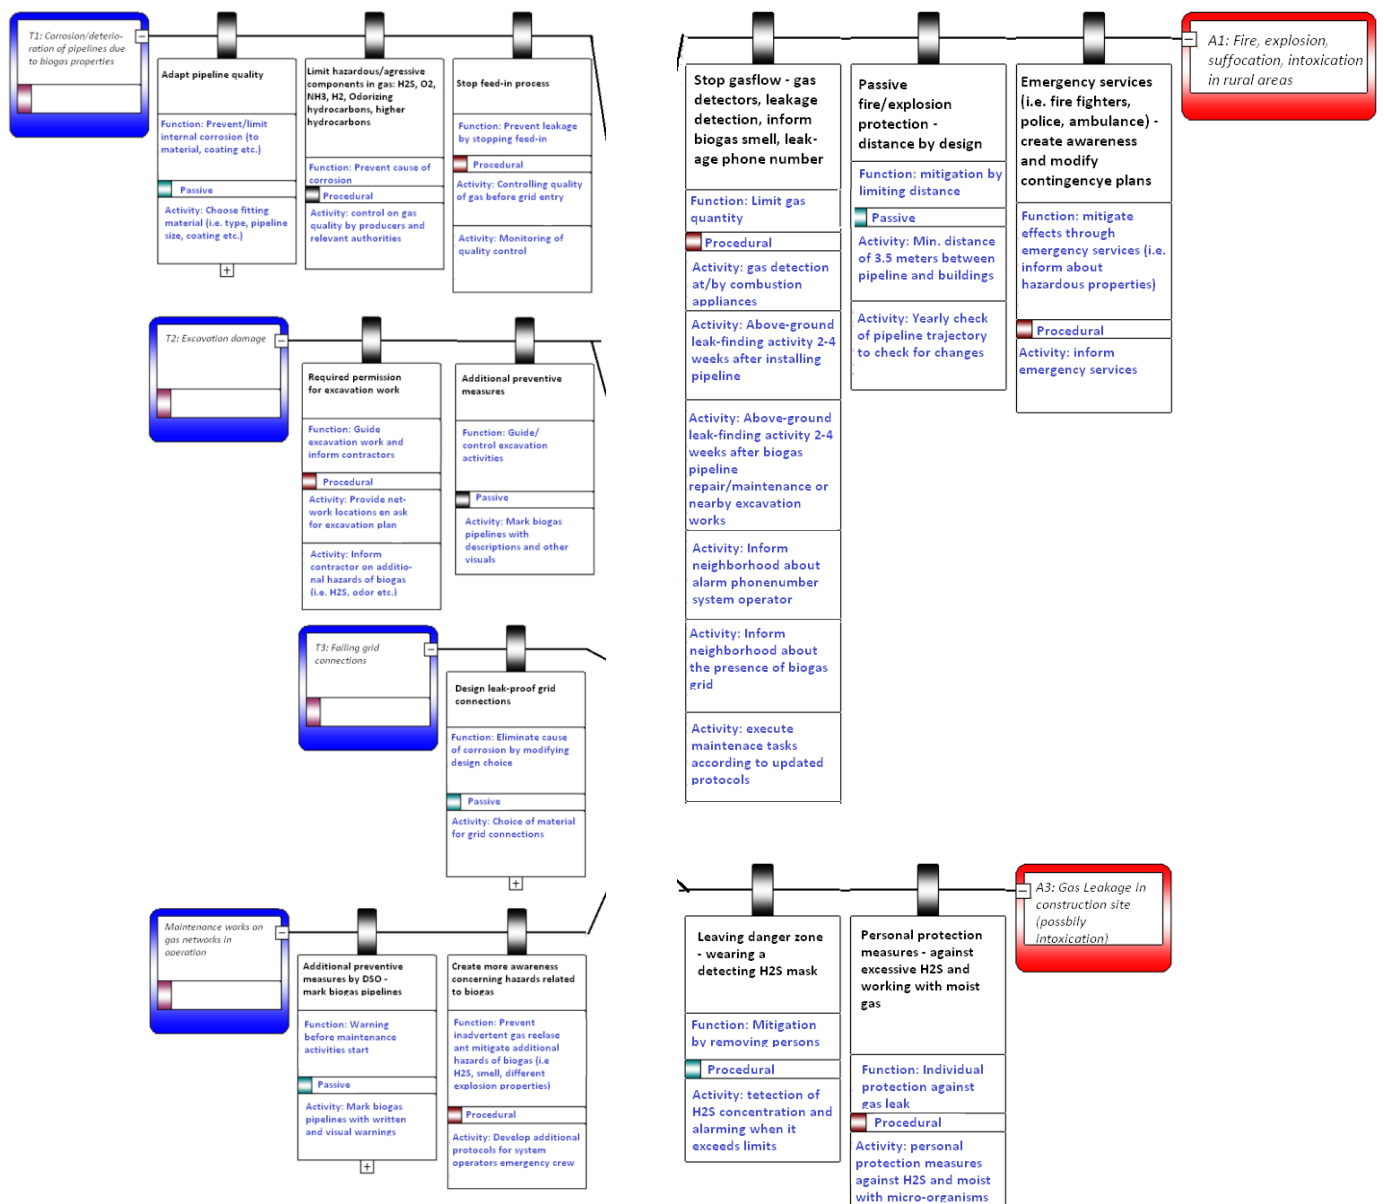 T1: Corrosion/deterio-
ration of pipelines due
to biogas properties
Adapt pipeline quality
Function: Prevent/limit
internal corrosion (to
material, coating etc.)
Passive
Activity: Choose fitting
material (i.e. type, pipeline
size, coating etc.)
Limit hazardous/agressive
components in gas: H2S, O2,
NH3, H2, Odorizing
hydrocarbons, higher
hydrocarbons
Function: Prevent cause of
corrosion
Procedural
Activity: control on gas
quality by producers and
relevant authorities
Stop feed-in process
Function: Prevent leakage
by stopping feed-in
Procedural
Activity: Controlling quality
of gas before grid entry
Activity: Monitoring of
quality control
T2: Excavation damage
Required permission
for excavation work
Function: Guide
excavation work and
inform contractors
Procedural
Activity: Provide net-
work locations en ask
for excavation plan
Activity: Inform
contractor on additio-
nal hazards of biogas
(i.e. H2S, odor etc.)
Additional preventive
measures
Function: Guide/
control excavation
activities
Passive
Activity: Mark biogas
pipelines with
descriptions and other
visuals
T3: Failing grid
connections
Design leak-proof grid
connections
Function: Eliminate cause
of corrosion by modifying
design choice
Passive
Activity: Choice of material
for grid connections
Maintenance works on
gas networks in
operation
Additional preventive
measures by DSO -
mark biogas pipelines
Function: Warning
before maintenance
activities start
Passive
Activity: Mark biogas
pipelines with written
and visual warnings
Create more awareness
concerning hazards related
to biogas
Function: Prevent
inadvertent gas reelase
ant mitigate additional
hazards of biogas (i.e
H2S, smell, different
explosion properties)
Procedural
Activity: Develop additional
protocols for system
operators emergency crew
Stop gasflow - gas
detectors, leakage
detection, inform
biogas smell, leak-
age phone number
Function: Limit gas
quantity
Procedural
Activity: gas detection
at/by combustion
appliances
Activity: Above-ground
leak-finding activity 2-4
weeks after installing
pipeline
Activity: Above-ground
leak-finding activity 2-4
weeks after biogas
pipeline
repair/maintenance or
nearby excavation
works
Activity: Inform
neighborhood about
alarm phonenumber
system operator
Activity: Inform
neighborhood about
the presence of biogas
grid
Activity: execute
maintenace tasks
according to updated
protocols
Passive
fire/explosion
protection -
distance by design
Function: mitigation by
limiting distance
Passive
Activity: Min. distance
of 3.5 meters between
pipeline and buildings
Activity: Yearly check
of pipeline trajectory
to check for changes
Emergency services
(i.e. fire fighters,
police, ambulance) -
create awareness
and modify
contingencye plans
Function: mitigate
effects through
emergency services (i.e.
inform about
hazardous properties)
Procedural
Activity: inform
emergency services
A1: Fire, explosion,
suffocation, intoxication
in rural areas
Leaving danger zone
- wearing a
detecting H2S mask
Function: Mitigation
by removing persons
Procedural
Activity: tetection of
H2S concentration and
alarming when it
exceeds limits
Personal protection
measures - against
excessive H2S and
working with moist
gas
Function: Individual
protection against
gas leak
Procedural
Activity: personal
protection measures
against H2S and moist
with micro-organisms
A3: Gas Leakage in
construction site
(possbily
intoxication)